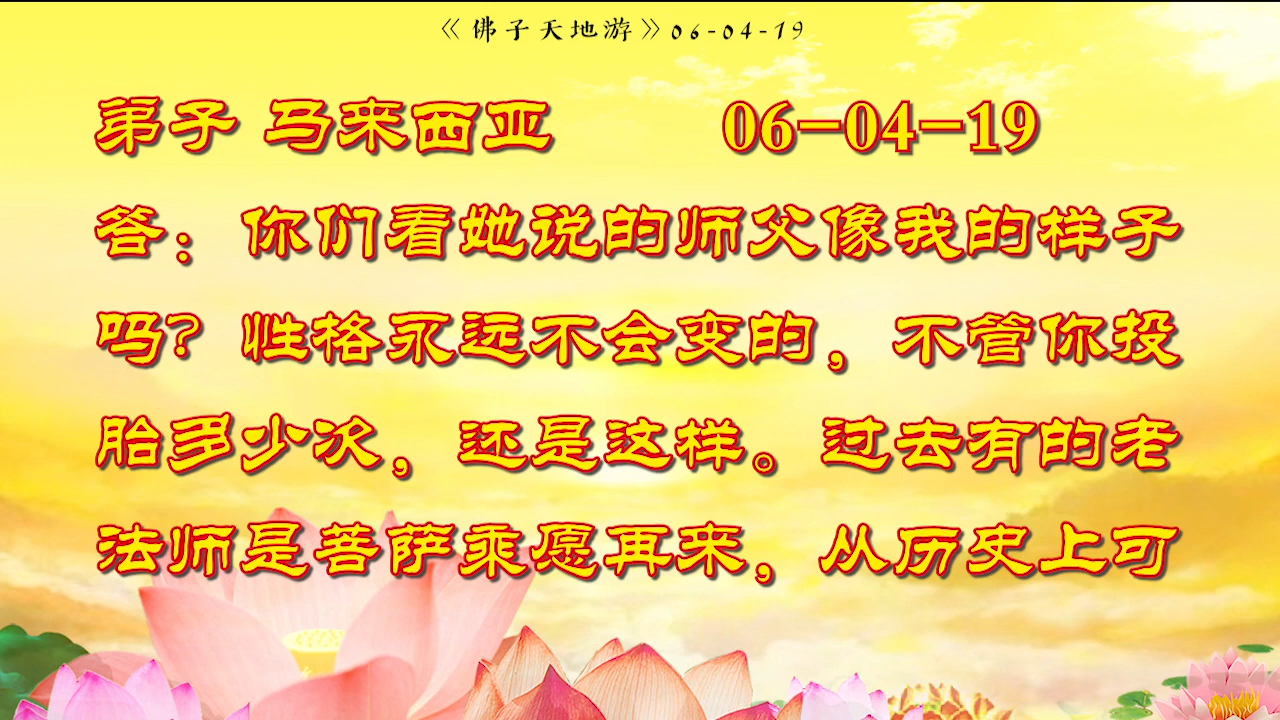 《佛子天地游》06-04-19
弟子 马来西亚 06-04-19
答：你们看她说的师父像我的样子
吗？性格永远不会变的，不管你投
胎多少次，还是这样。过去有的老
法师是菩萨乘愿再来，从历史上可